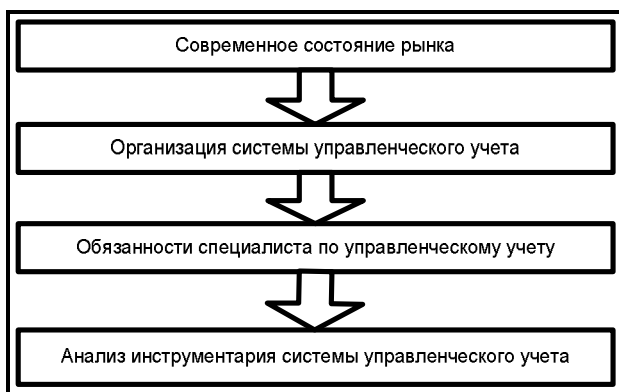 Современное состояние рынка
Организация системы управленческого учета
Обязанности специалиста по управленческому учету
Анализ инструментария системы управленческого учета